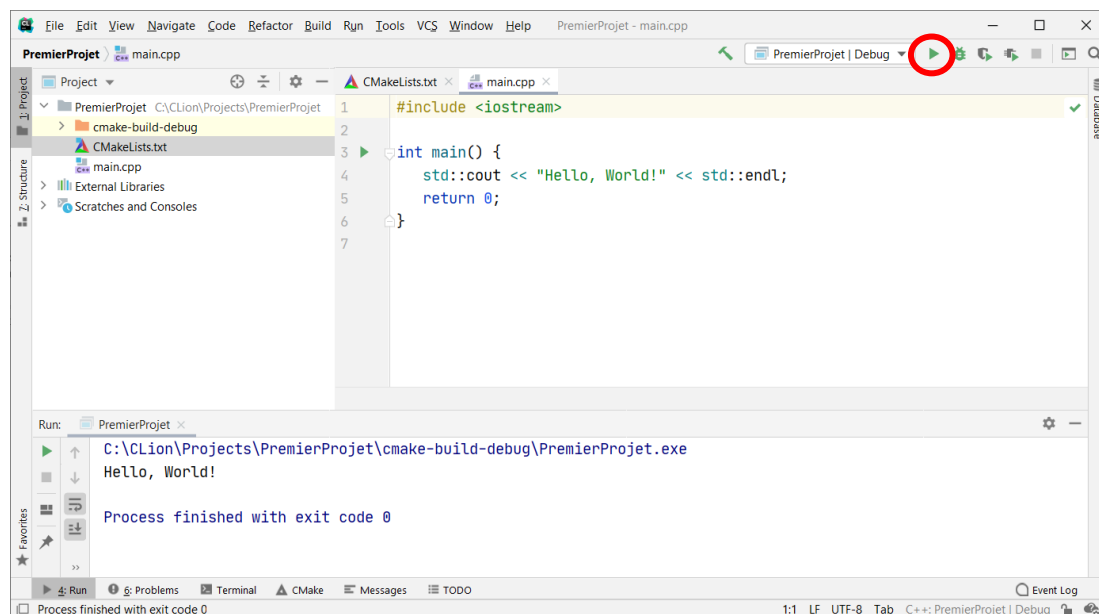 File Edit View Navigate Code Refactor Build Run Tools VCS Window Help PremierProjet - main.cpp
PremierProjet main.cpp PremierProjet | Debug
1: Project
Z: Structure
Favorites
Project
PremierProjet C:\CLion\Projects\PremierProjet
cmake-build-debug
CMakeLists.txt
main.cpp
External Libraries
Scratches and Consoles
CMakeLists.txt main.cpp
1 #include <iostream>
2
3 int main() {
4 std::cout << "Hello, World!" << std::endl;
5 return 0;
6 }
7
Database
Run: PremierProjet
C:\CLion\Projects\PremierProjet\cmake-build-debug\PremierProjet.exe
Hello, World!
Process finished with exit code 0
4: Run 6: Problems Terminal CMake Messages TODO Event Log
Process finished with exit code 0 1:1 LF UTF-8 Tab C++: PremierProjet | Debug